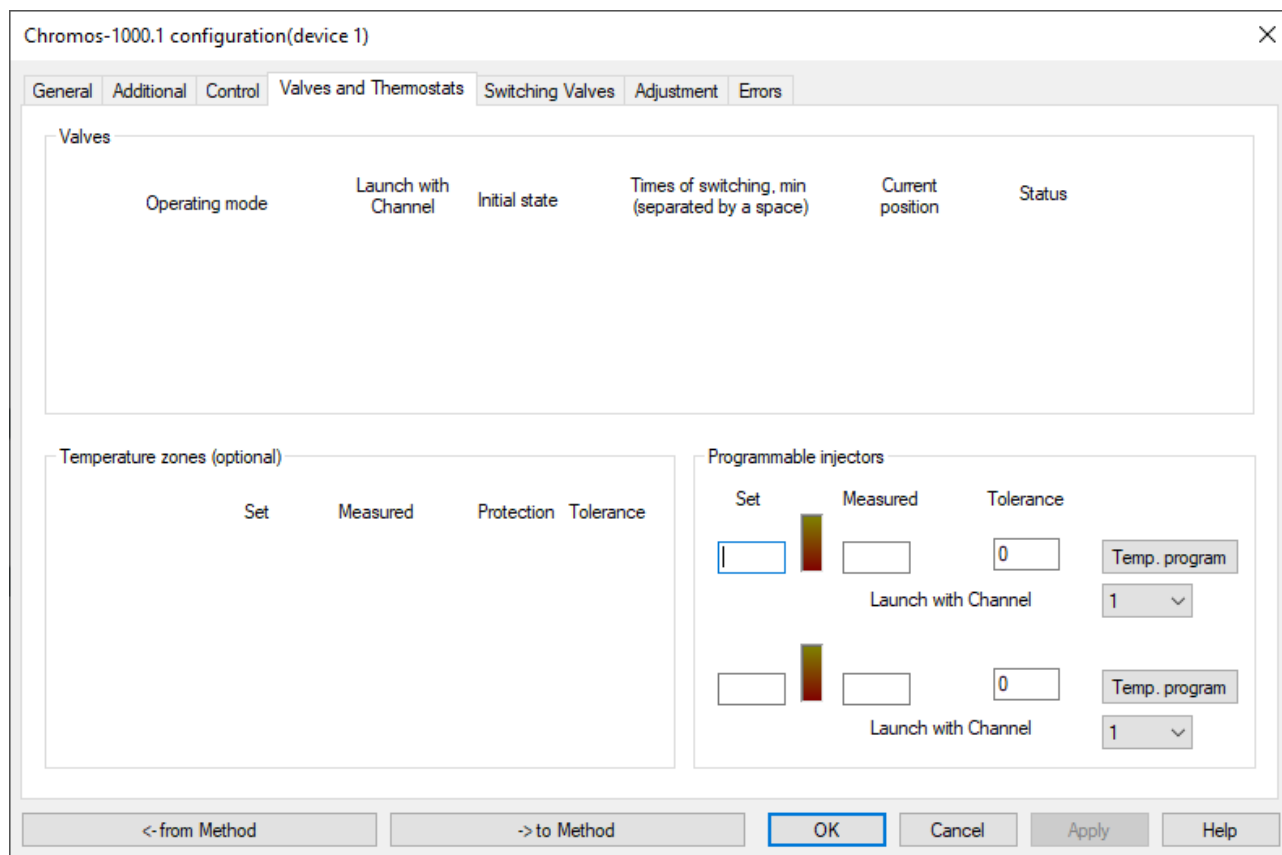 Chromos-1000.1 configuration(device 1)
General Additional Control Valves and Thermostats Switching Valves Adjustment Errors
Valves
Operating mode
Launch with
Channel
Initial state
Times of switching, min
(separated by a space)
Current
position
Status
Temperature zones (optional)
Set Measured Protection Tolerance
Programmable injectors
Set Measured Tolerance
0 Temp. program
Launch with Channel 1
0 Temp. program
Launch with Channel 1
<-from Method -> to Method OK Cancel Apply Help